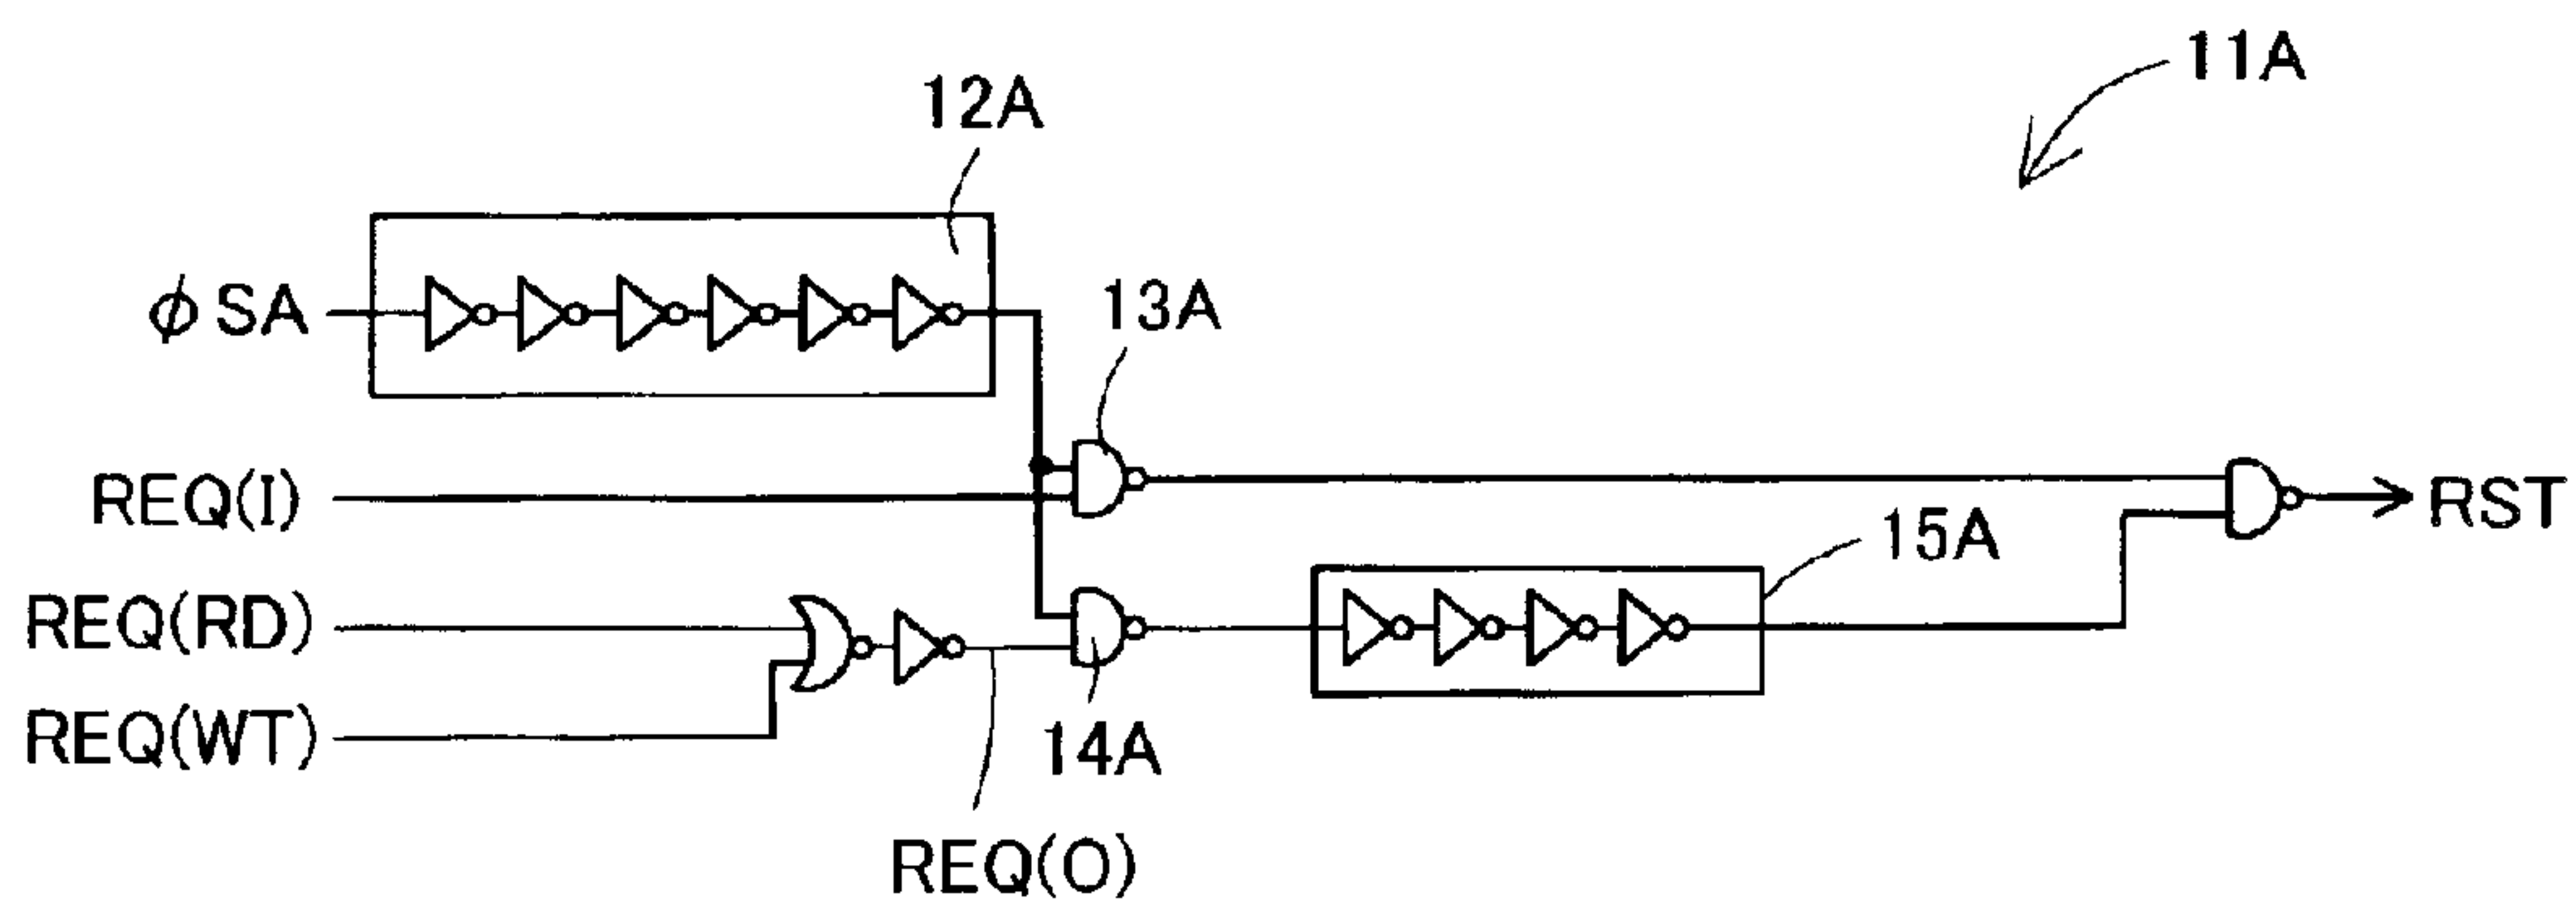 11A
12A
φSA
13A
REQ(I)
RST
15A
REQ(RD)
REQ(WT)
14A
REQ(O)